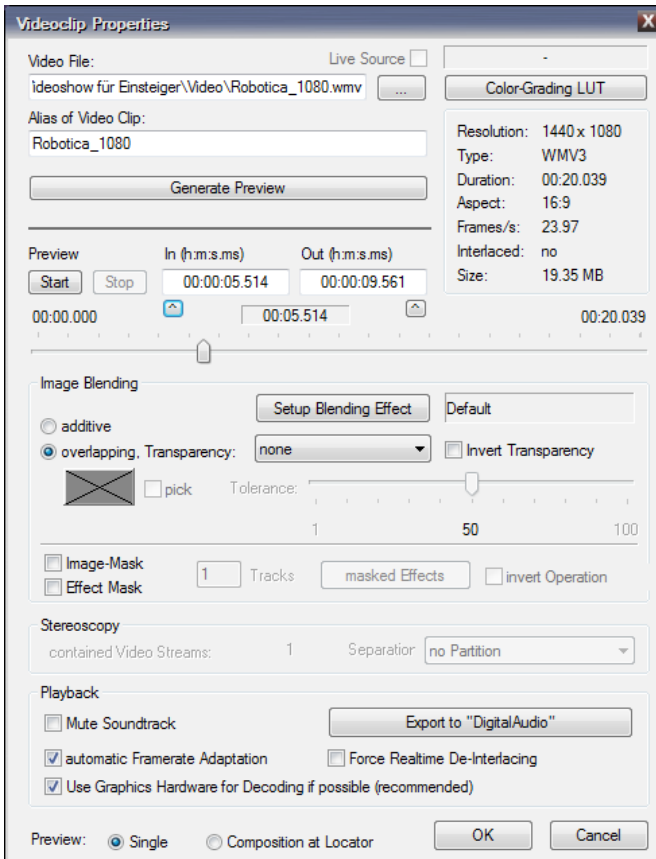 Videoclip Properties
X
Video File:
Live Source
-
ideoshow für Einsteiger\Video\Robotica_1080.wmv
...
Color-Grading LUT
Alias of Video Clip:
Robotica_1080
Generate Preview
Resolution: 1440 x 1080
Type: WMV3
Duration: 00:20.039
Aspect: 16:9
Frames/s: 23.97
Interlaced: no
Size: 19.35 MB
Preview
In (h:m:s.ms)
Out (h:m:s.ms)
Start
Stop
00:00:05.514
00:00:09.561
00:00.000
00:05.514
00:20.039
Image Blending
Setup Blending Effect
Default
additive
overlapping, Transparency:
none
Invert Transparency
pick
Tolerance:
1
50
100
Image-Mask
Effect Mask
1
Tracks
masked Effects
invert Operation
Stereoscopy
contained Video Streams:
1
Separation
no Partition
Playback
Mute Soundtrack
Export to "DigitalAudio"
automatic Framerate Adaptation
Force Realtime De-Interlacing
Use Graphics Hardware for Decoding if possible (recommended)
Preview:
Single
Composition at Locator
OK
Cancel